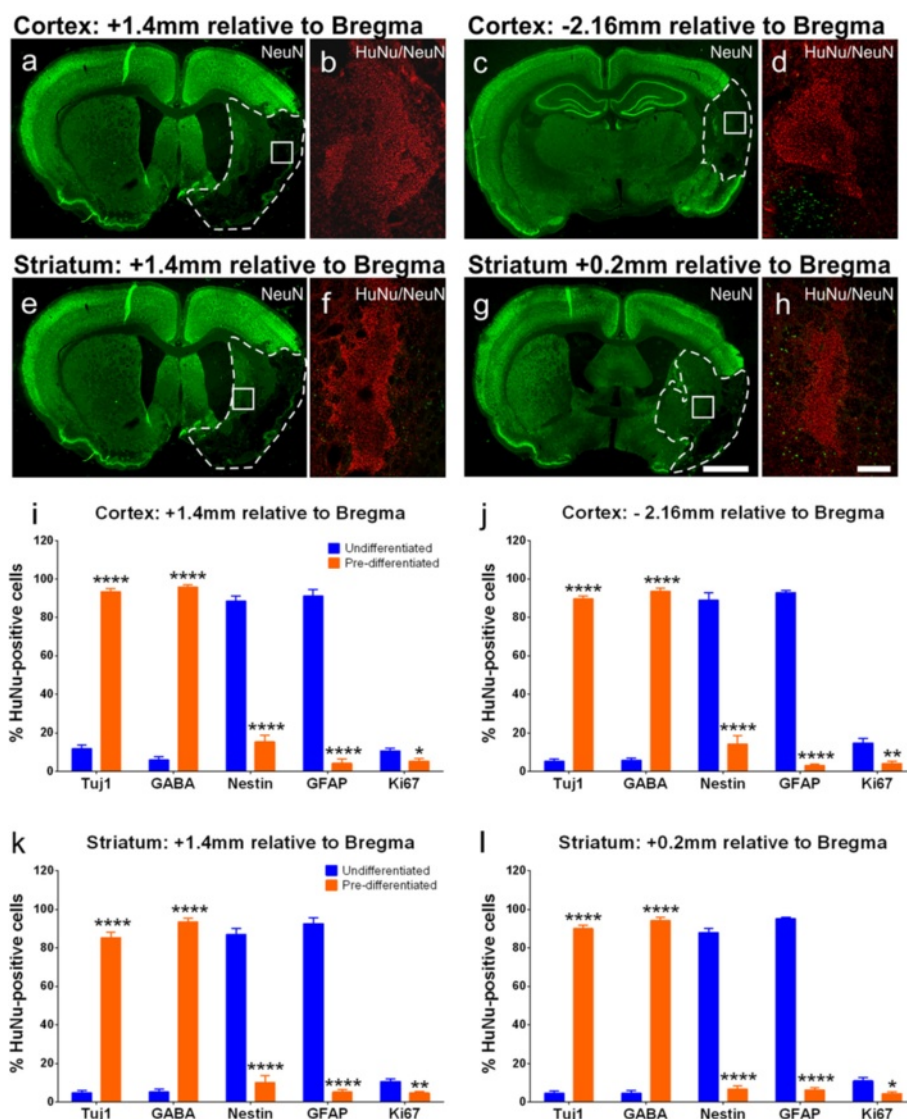 Cortex: +1.4mm relative to Bregma
Cortex: -2.16mm relative to Bregma
a
NeuN
b
HuNu/NeuN
c
NeuN
d
HuNu/NeuN
Striatum: +1.4mm relative to Bregma
Striatum +0.2mm relative to Bregma
e
NeuN
f
HuNu/NeuN
g
NeuN
h
HuNu/NeuN
i
Cortex: +1.4mm relative to Bregma
Undifferentiated
Pre-differentiated
% HuNu-positive cells
120
100
80
60
40
20
0
****
****
****
****
*
Tuj1 GABA Nestin GFAP Ki67
j
Cortex: - 2.16mm relative to Bregma
% HuNu-positive cells
120
100
80
60
40
20
0
****
****
****
****
**
Tuj1 GABA Nestin GFAP Ki67
k
Striatum: +1.4mm relative to Bregma
Undifferentiated
Pre-differentiated
% HuNu-positive cells
120
100
80
60
40
20
0
****
****
****
****
**
Tuj1 GABA Nestin GFAP Ki67
l
Striatum: +0.2mm relative to Bregma
% HuNu-positive cells
120
100
80
60
40
20
0
****
****
****
****
*
Tuj1 GABA Nestin GFAP Ki67